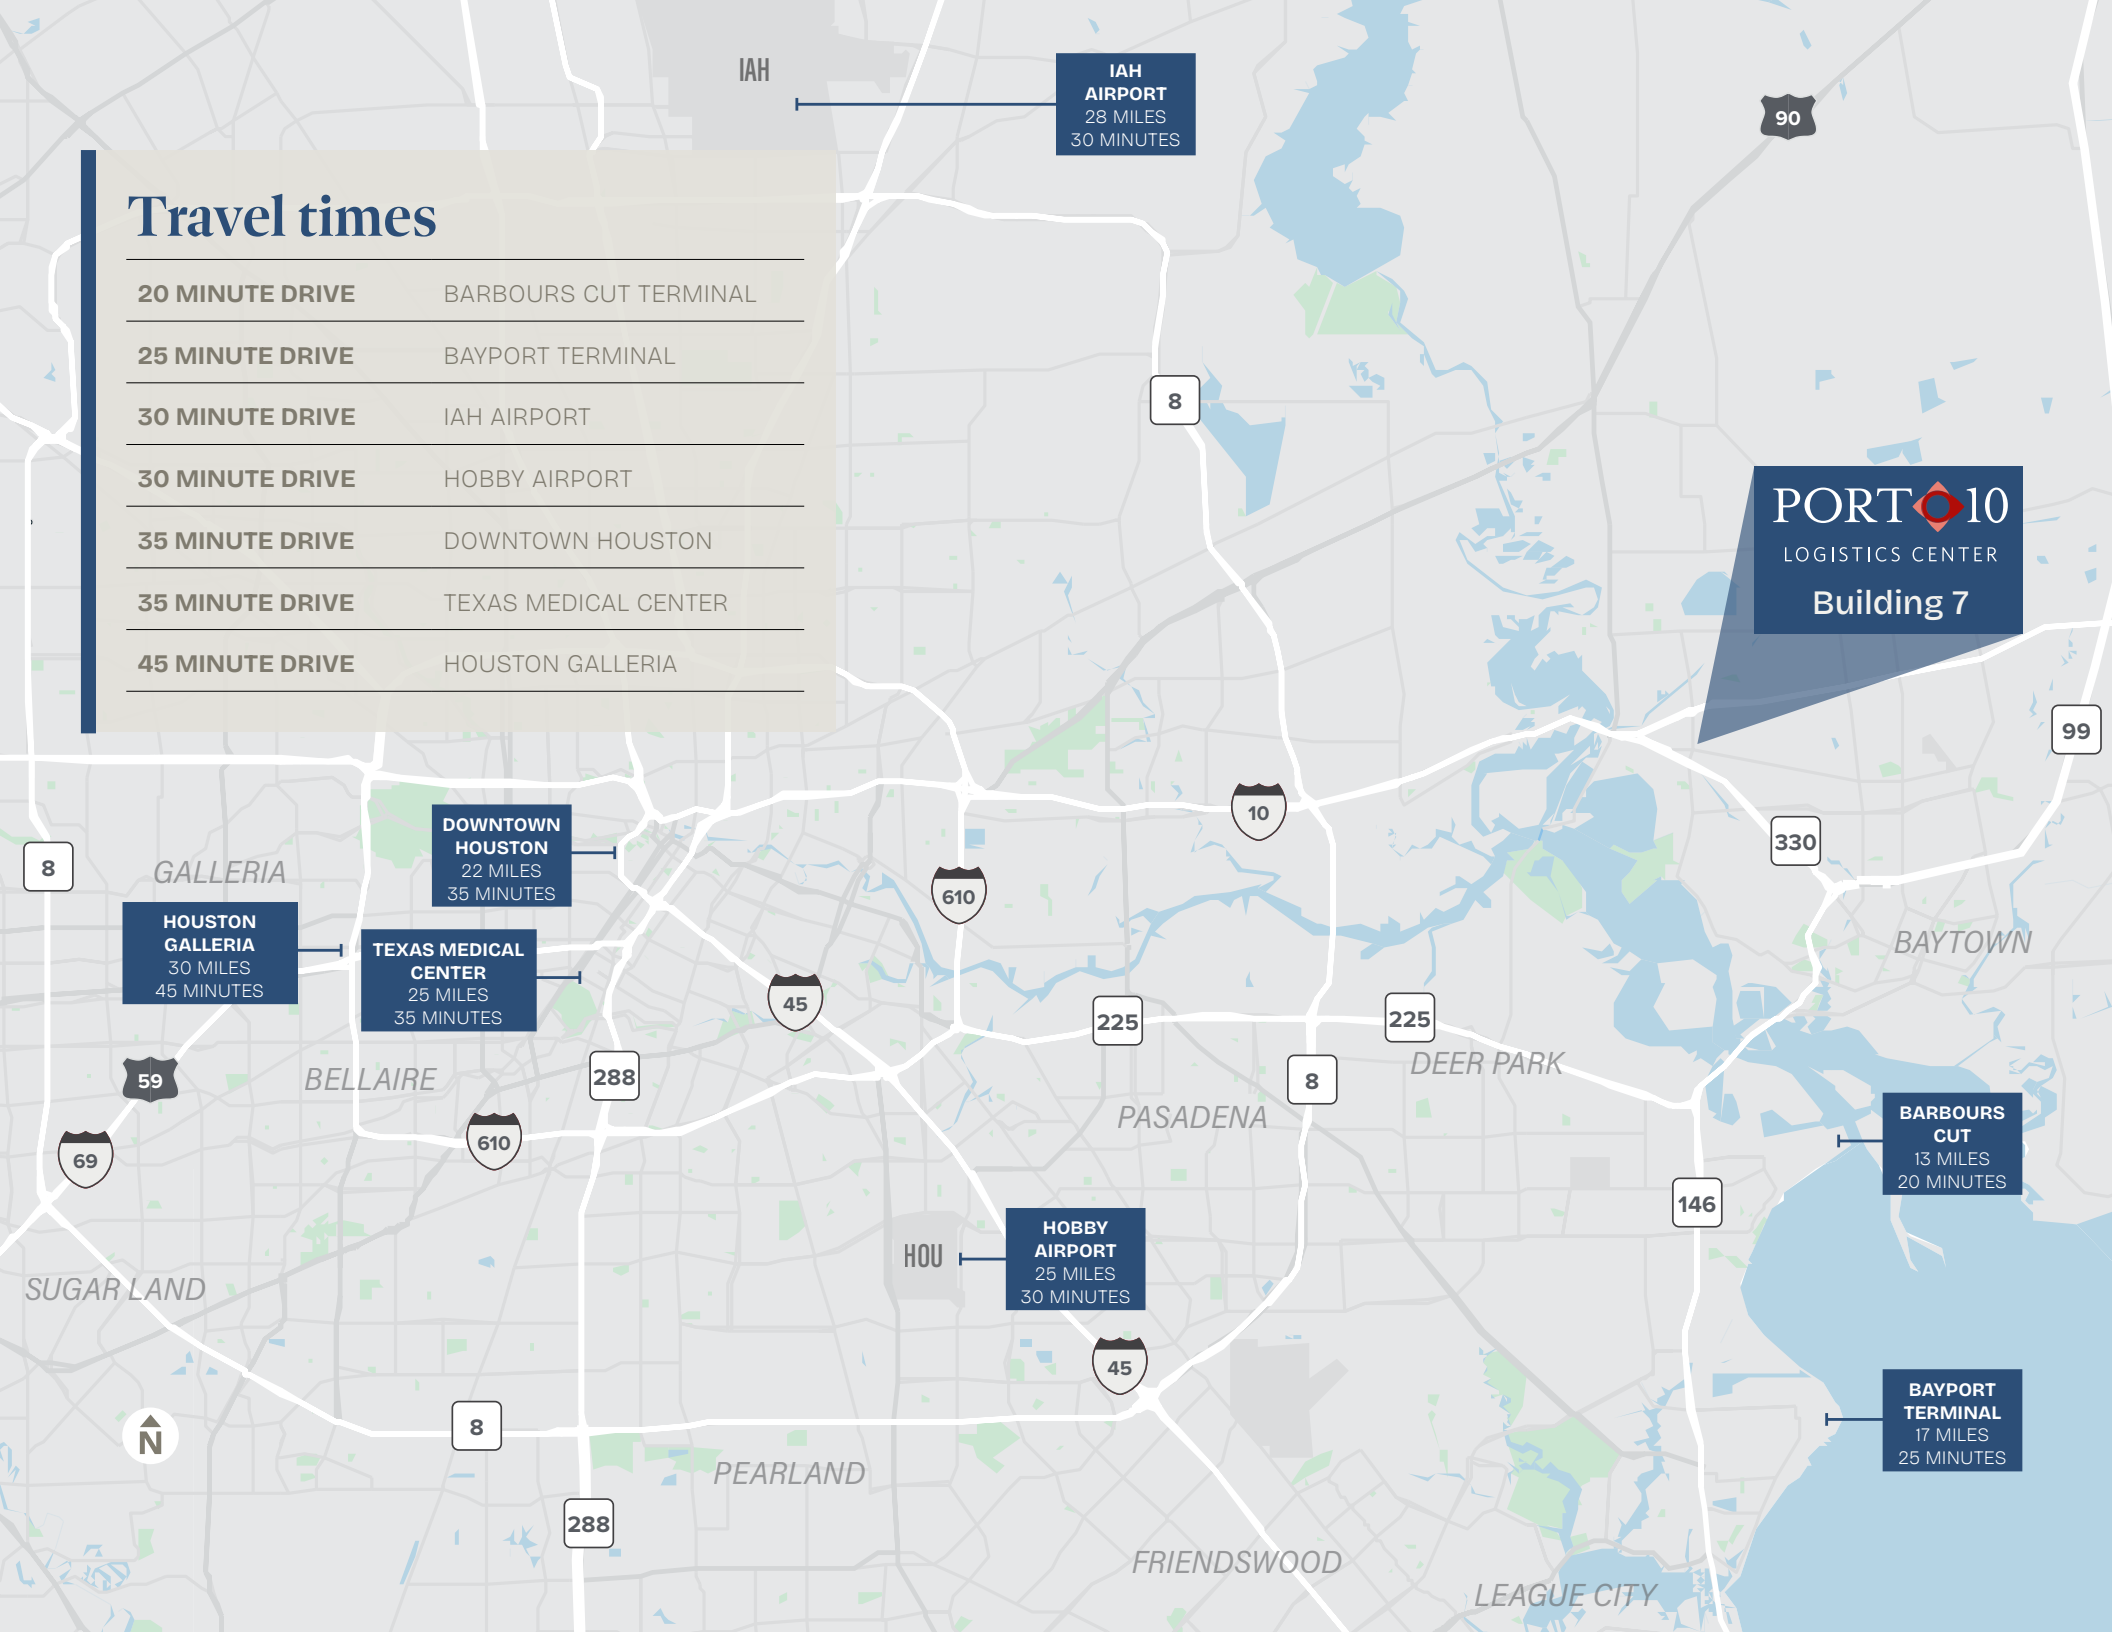 IAH
IAH
AIRPORT
28 MILES
30 MINUTES
90
Travel times
20 MINUTE DRIVE BARBOURS CUT TERMINAL
25 MINUTE DRIVE BAYPORT TERMINAL
30 MINUTE DRIVE IAH AIRPORT
30 MINUTE DRIVE HOBBY AIRPORT
35 MINUTE DRIVE DOWNTOWN HOUSTON
35 MINUTE DRIVE TEXAS MEDICAL CENTER
45 MINUTE DRIVE HOUSTON GALLERIA
8
PORT 10
LOGISTICS CENTER
Building 7
99
10
330
DOWNTOWN
HOUSTON
22 MILES
35 MINUTES
8
GALLERIA
610
HOUSTON
GALLERIA
30 MILES
45 MINUTES
TEXAS MEDICAL
CENTER
25 MILES
35 MINUTES
BAYTOWN
45
225
225
DEER PARK
59
BELLAIRE
288
8
PASADENA
610
69
BARBOURS
CUT
13 MILES
20 MINUTES
146
HOU
HOBBY
AIRPORT
25 MILES
30 MINUTES
SUGAR LAND
45
BAYPORT
TERMINAL
17 MILES
25 MINUTES
N
8
PEARLAND
288
FRIENDSWOOD
LEAGUE CITY